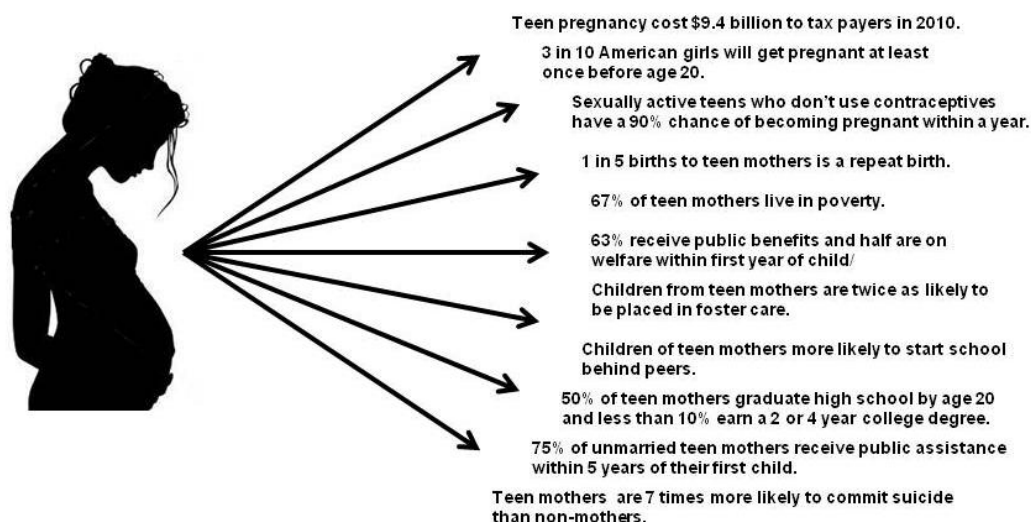 Teen pregnancy cost $9.4 billion to tax payers in 2010.
3 in 10 American girls will get pregnant at least
once before age 20.
Sexually active teens who don't use contraceptives
have a 90% chance of becoming pregnant within a year.
1 in 5 births to teen mothers is a repeat birth.
67% of teen mothers live in poverty.
63% receive public benefits and half are on
welfare within first year of child/
Children from teen mothers are twice as likely to
be placed in foster care.
Children of teen mothers more likely to start school
behind peers.
50% of teen mothers graduate high school by age 20
and less than 10% earn a 2 or 4 year college degree.
75% of unmarried teen mothers receive public assistance
within 5 years of their first child.
Teen mothers are 7 times more likely to commit suicide
than non-mothers.